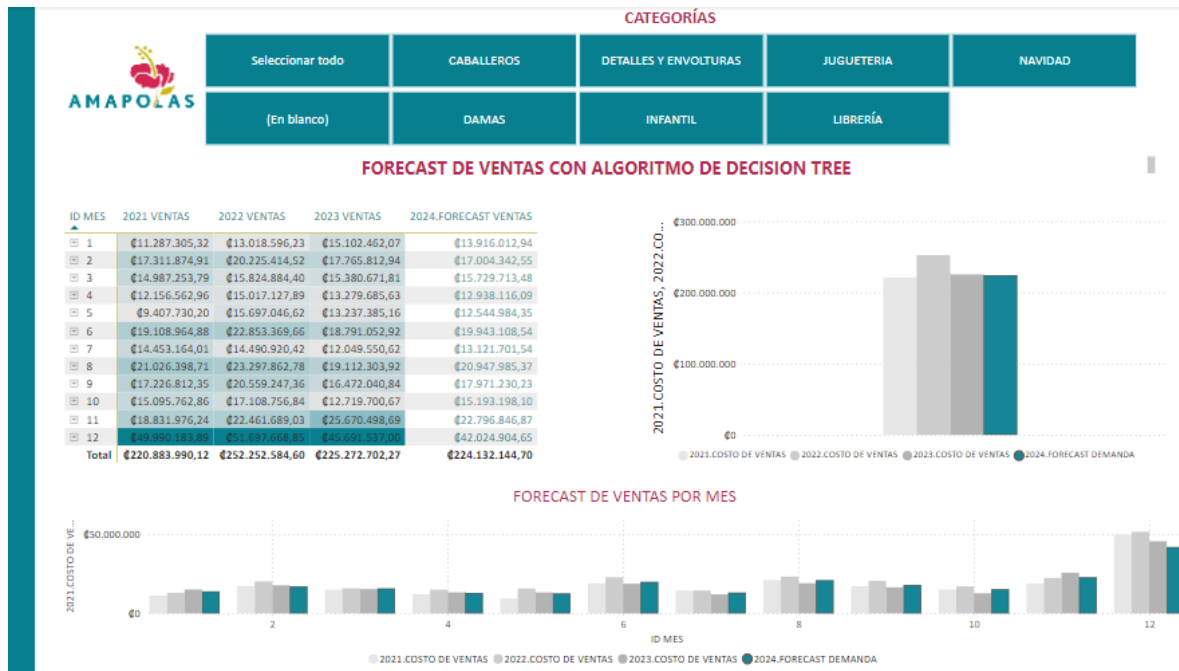 CATEGORÍAS
AMAPOLAS
Seleccionar todo CABALLEROS DETALLES Y ENVOLTURAS JUGUETERIA NAVIDAD
(En blanco) DAMAS INFANTIL LIBRERÍA
FORECAST DE VENTAS CON ALGORITMO DE DECISION TREE
ID MES 2021 VENTAS 2022 VENTAS 2023 VENTAS 2024.FORECAST VENTAS
1 ₡11.287.305,32 ₡13.018.596,23 ₡15.102.462,07 ₡13.916.012,94
2 ₡17.311.874,91 ₡20.225.414,52 ₡17.765.812,94 ₡17.004.342,55
3 ₡14.987.253,79 ₡15.824.884,40 ₡15.380.671,81 ₡15.729.713,48
4 ₡12.156.562,96 ₡15.017.127,89 ₡13.279.685,63 ₡12.938.116,09
5 ₡9.407.730,20 ₡15.697.046,62 ₡13.237.385,16 ₡12.544.984,35
6 ₡19.108.964,88 ₡22.853.369,66 ₡18.791.052,92 ₡19.943.108,54
7 ₡14.453.164,01 ₡14.490.920,42 ₡12.049.550,62 ₡13.121.701,54
8 ₡21.026.398,71 ₡23.297.862,78 ₡19.112.303,92 ₡20.947.985,37
9 ₡17.226.812,35 ₡20.559.247,36 ₡16.472.040,84 ₡17.971.230,23
10 ₡15.095.762,86 ₡17.108.756,84 ₡12.719.700,67 ₡15.193.198,10
11 ₡18.831.976,24 ₡22.461.689,03 ₡25.670.498,69 ₡22.796.846,87
12 ₡49.990.183,89 ₡51.697.668,85 ₡45.691.537,00 ₡42.024.904,65
Total ₡220.883.990,12 ₡252.252.584,60 ₡225.272.702,27 ₡224.132.144,70
2021.COSTO DE VENTAS, 2022.CO...
₡300.000.000
₡200.000.000
₡100.000.000
₡0
2021.COSTO DE VENTAS 2022.COSTO DE VENTAS 2023.COSTO DE VENTAS 2024.FORECAST DEMANDA
FORECAST DE VENTAS POR MES
2021.COSTO DE VE...
₡50.000.000
₡0
2 4 6 8 10 12
ID MES
2021.COSTO DE VENTAS 2022.COSTO DE VENTAS 2023.COSTO DE VENTAS 2024.FORECAST DEMANDA